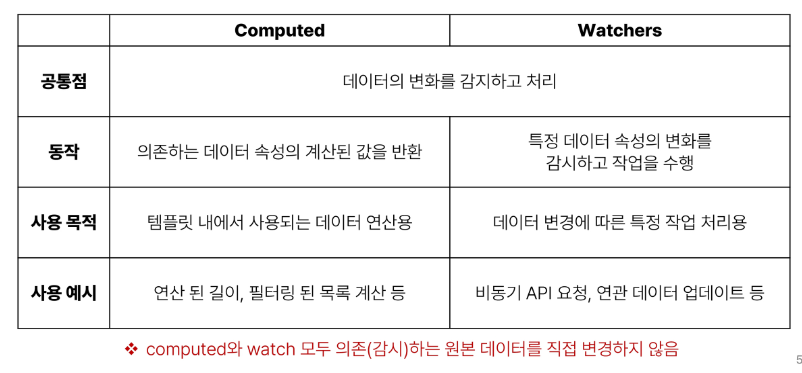 Computed Watchers
공통점 데이터의 변화를 감지하고 처리
동작 의존하는 데이터 속성의 계산된 값을 반환 특정 데이터 속성의 변화를
감시하고 작업을 수행
사용 목적 템플릿 내에서 사용되는 데이터 연산용 데이터 변경에 따른 특정 작업 처리용
사용 예시 연산 된 길이, 필터링 된 목록 계산 등 비동기 API 요청, 연관 데이터 업데이트 등
❖ computed와 watch 모두 의존(감시)하는 원본 데이터를 직접 변경하지 않음
5